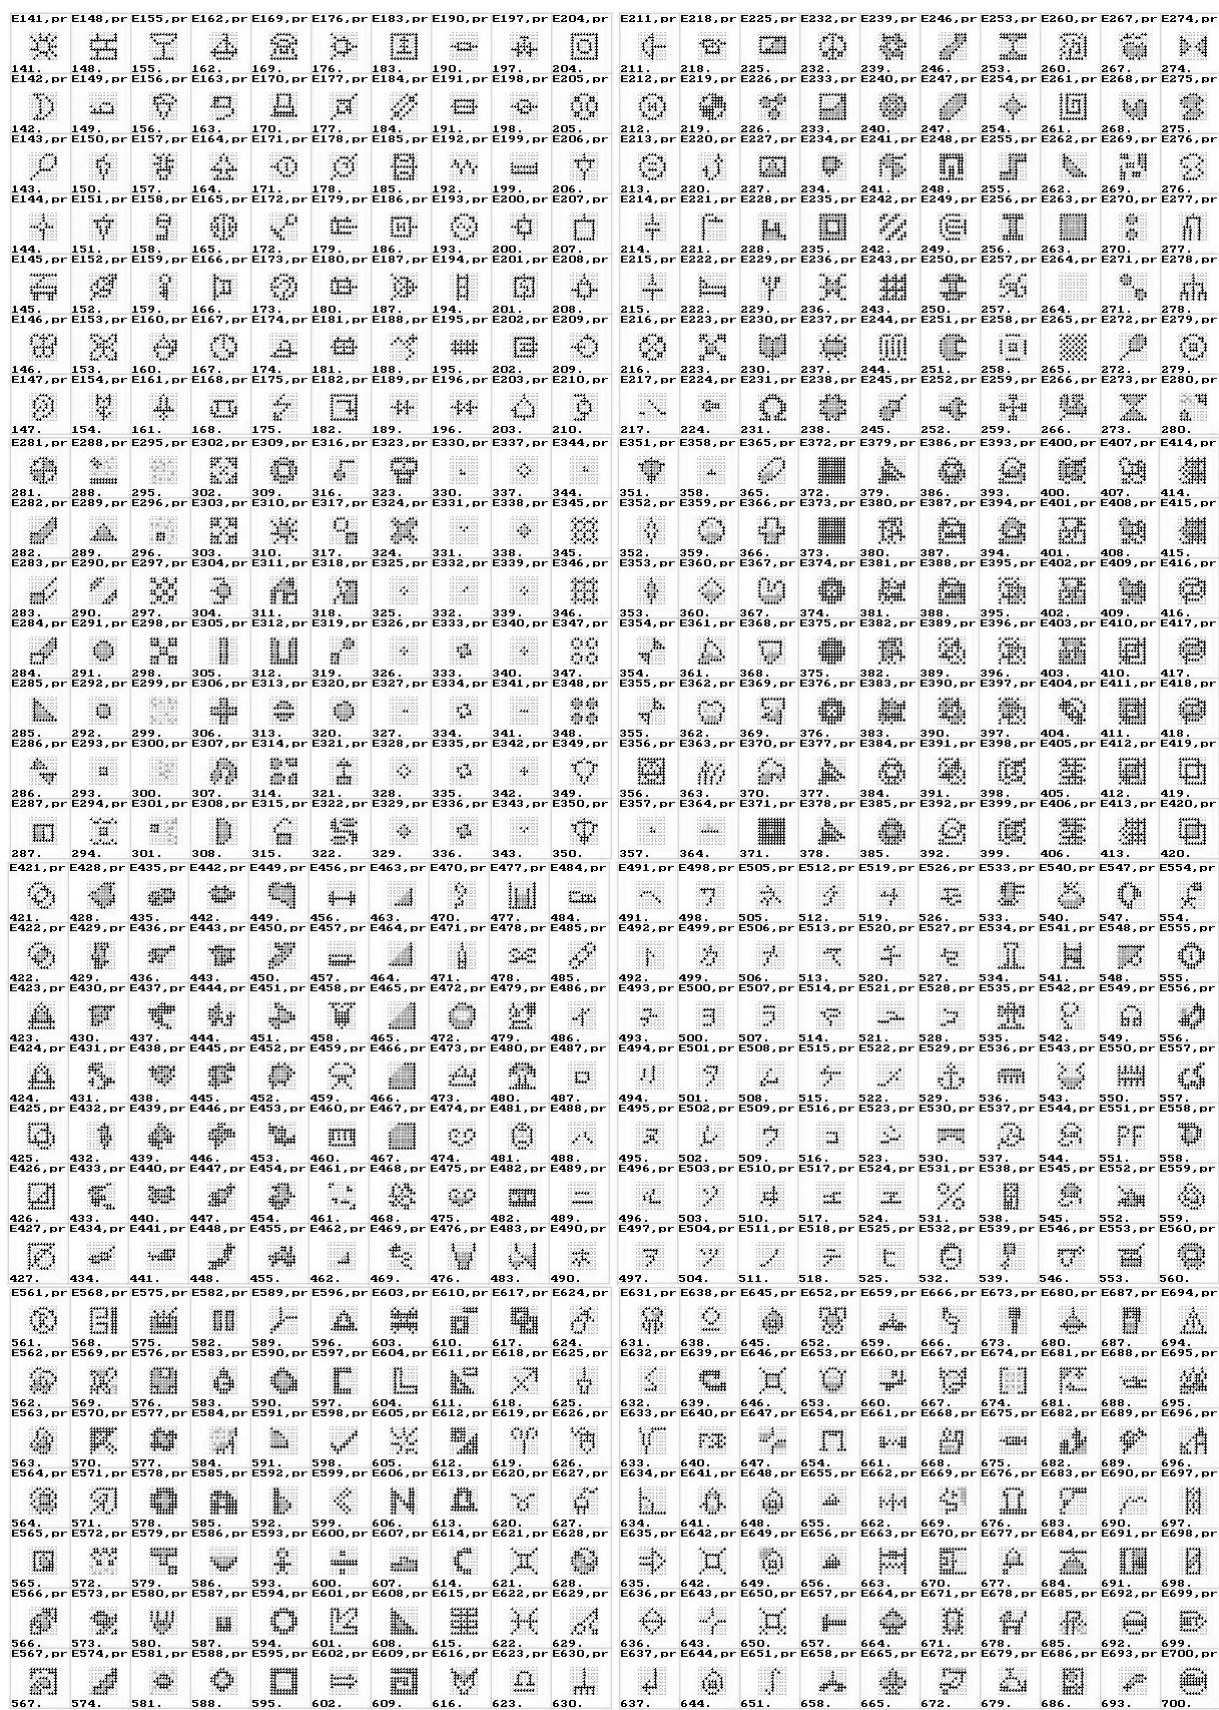 E141,pr E148,pr E155,pr E162,pr E169,pr E176,pr E183,pr E190,pr E197,pr E204,pr E211,pr E218,pr E225,pr E232,pr E239,pr E246,pr E253,pr E260,pr E267,pr E274,pr
141. 148. 155. 162. 169. 176. 183. 190. 197. 204. 211. 218. 225. 232. 239. 246. 253. 260. 267. 274.
E142,pr E149,pr E156,pr E163,pr E170,pr E177,pr E184,pr E191,pr E198,pr E205,pr E212,pr E219,pr E226,pr E233,pr E240,pr E247,pr E254,pr E261,pr E268,pr E275,pr
142. 149. 156. 163. 170. 177. 184. 191. 198. 205. 212. 219. 226. 233. 240. 247. 254. 261. 268. 275.
E143,pr E150,pr E157,pr E164,pr E171,pr E178,pr E185,pr E192,pr E199,pr E206,pr E213,pr E220,pr E227,pr E234,pr E241,pr E248,pr E255,pr E262,pr E269,pr E276,pr
143. 150. 157. 164. 171. 178. 185. 192. 199. 206. 213. 220. 227. 234. 241. 248. 255. 262. 269. 276.
E144,pr E151,pr E158,pr E165,pr E172,pr E179,pr E186,pr E193,pr E200,pr E207,pr E214,pr E221,pr E228,pr E235,pr E242,pr E249,pr E256,pr E263,pr E270,pr E277,pr
144. 151. 158. 165. 172. 179. 186. 193. 200. 207. 214. 221. 228. 235. 242. 249. 256. 263. 270. 277.
E145,pr E152,pr E159,pr E166,pr E173,pr E180,pr E187,pr E194,pr E201,pr E208,pr E215,pr E222,pr E229,pr E236,pr E243,pr E250,pr E257,pr E264,pr E271,pr E278,pr
145. 152. 159. 166. 173. 180. 187. 194. 201. 208. 215. 222. 229. 236. 243. 250. 257. 264. 271. 278.
E146,pr E153,pr E160,pr E167,pr E174,pr E181,pr E188,pr E195,pr E202,pr E209,pr E216,pr E223,pr E230,pr E237,pr E244,pr E251,pr E258,pr E265,pr E272,pr E279,pr
146. 153. 160. 167. 174. 181. 188. 195. 202. 209. 216. 223. 230. 237. 244. 251. 258. 265. 272. 279.
E147,pr E154,pr E161,pr E168,pr E175,pr E182,pr E189,pr E196,pr E203,pr E210,pr E217,pr E224,pr E231,pr E238,pr E245,pr E252,pr E259,pr E266,pr E273,pr E280,pr
147. 154. 161. 168. 175. 182. 189. 196. 203. 210. 217. 224. 231. 238. 245. 252. 259. 266. 273. 280.
E281,pr E288,pr E295,pr E302,pr E309,pr E316,pr E323,pr E330,pr E337,pr E344,pr E351,pr E358,pr E365,pr E372,pr E379,pr E386,pr E393,pr E400,pr E407,pr E414,pr
281. 288. 295. 302. 309. 316. 323. 330. 337. 344. 351. 358. 365. 372. 379. 386. 393. 400. 407. 414.
E282,pr E289,pr E296,pr E303,pr E310,pr E317,pr E324,pr E331,pr E338,pr E345,pr E352,pr E359,pr E366,pr E373,pr E380,pr E387,pr E394,pr E401,pr E408,pr E415,pr
282. 289. 296. 303. 310. 317. 324. 331. 338. 345. 352. 359. 366. 373. 380. 387. 394. 401. 408. 415.
E283,pr E290,pr E297,pr E304,pr E311,pr E318,pr E325,pr E332,pr E339,pr E346,pr E353,pr E360,pr E367,pr E374,pr E381,pr E388,pr E395,pr E402,pr E409,pr E416,pr
283. 290. 297. 304. 311. 318. 325. 332. 339. 346. 353. 360. 367. 374. 381. 388. 395. 402. 409. 416.
E284,pr E291,pr E298,pr E305,pr E312,pr E319,pr E326,pr E333,pr E340,pr E347,pr E354,pr E361,pr E368,pr E375,pr E382,pr E389,pr E396,pr E403,pr E410,pr E417,pr
284. 291. 298. 305. 312. 319. 326. 333. 340. 347. 354. 361. 368. 375. 382. 389. 396. 403. 410. 417.
E285,pr E292,pr E299,pr E306,pr E313,pr E320,pr E327,pr E334,pr E341,pr E348,pr E355,pr E362,pr E369,pr E376,pr E383,pr E390,pr E397,pr E404,pr E411,pr E418,pr
285. 292. 299. 306. 313. 320. 327. 334. 341. 348. 355. 362. 369. 376. 383. 390. 397. 404. 411. 418.
E286,pr E293,pr E300,pr E307,pr E314,pr E321,pr E328,pr E335,pr E342,pr E349,pr E356,pr E363,pr E370,pr E377,pr E384,pr E391,pr E398,pr E405,pr E412,pr E419,pr
286. 293. 300. 307. 314. 321. 328. 335. 342. 349. 356. 363. 370. 377. 384. 391. 398. 405. 412. 419.
E287,pr E294,pr E301,pr E308,pr E315,pr E322,pr E329,pr E336,pr E343,pr E350,pr E357,pr E364,pr E371,pr E378,pr E385,pr E392,pr E399,pr E406,pr E413,pr E420,pr
287. 294. 301. 308. 315. 322. 329. 336. 343. 350. 357. 364. 371. 378. 385. 392. 399. 406. 413. 420.
E421,pr E428,pr E435,pr E442,pr E449,pr E456,pr E463,pr E470,pr E477,pr E484,pr E491,pr E498,pr E505,pr E512,pr E519,pr E526,pr E533,pr E540,pr E547,pr E554,pr
421. 428. 435. 442. 449. 456. 463. 470. 477. 484. 491. 498. 505. 512. 519. 526. 533. 540. 547. 554.
E422,pr E429,pr E436,pr E443,pr E450,pr E457,pr E464,pr E471,pr E478,pr E485,pr E492,pr E499,pr E506,pr E513,pr E520,pr E527,pr E534,pr E541,pr E548,pr E555,pr
422. 429. 436. 443. 450. 457. 464. 471. 478. 485. 492. 499. 506. 513. 520. 527. 534. 541. 548. 555.
E423,pr E430,pr E437,pr E444,pr E451,pr E458,pr E465,pr E472,pr E479,pr E486,pr E493,pr E500,pr E507,pr E514,pr E521,pr E528,pr E535,pr E542,pr E549,pr E556,pr
423. 430. 437. 444. 451. 458. 465. 472. 479. 486. 493. 500. 507. 514. 521. 528. 535. 542. 549. 556.
E424,pr E431,pr E438,pr E445,pr E452,pr E459,pr E466,pr E473,pr E480,pr E487,pr E494,pr E501,pr E508,pr E515,pr E522,pr E529,pr E536,pr E543,pr E550,pr E557,pr
424. 431. 438. 445. 452. 459. 466. 473. 480. 487. 494. 501. 508. 515. 522. 529. 536. 543. 550. 557.
E425,pr E432,pr E439,pr E446,pr E453,pr E460,pr E467,pr E474,pr E481,pr E488,pr E495,pr E502,pr E509,pr E516,pr E523,pr E530,pr E537,pr E544,pr E551,pr E558,pr
425. 432. 439. 446. 453. 460. 467. 474. 481. 488. 495. 502. 509. 516. 523. 530. 537. 544. 551. 558.
E426,pr E433,pr E440,pr E447,pr E454,pr E461,pr E468,pr E475,pr E482,pr E489,pr E496,pr E503,pr E510,pr E517,pr E524,pr E531,pr E538,pr E545,pr E552,pr E559,pr
426. 433. 440. 447. 454. 461. 468. 475. 482. 489. 496. 503. 510. 517. 524. 531. 538. 545. 552. 559.
E427,pr E434,pr E441,pr E448,pr E455,pr E462,pr E469,pr E476,pr E483,pr E490,pr E497,pr E504,pr E511,pr E518,pr E525,pr E532,pr E539,pr E546,pr E553,pr E560,pr
427. 434. 441. 448. 455. 462. 469. 476. 483. 490. 497. 504. 511. 518. 525. 532. 539. 546. 553. 560.
E561,pr E568,pr E575,pr E582,pr E589,pr E596,pr E603,pr E610,pr E617,pr E624,pr E631,pr E638,pr E645,pr E652,pr E659,pr E666,pr E673,pr E680,pr E687,pr E694,pr
561. 568. 575. 582. 589. 596. 603. 610. 617. 624. 631. 638. 645. 652. 659. 666. 673. 680. 687. 694.
E562,pr E569,pr E576,pr E583,pr E590,pr E597,pr E604,pr E611,pr E618,pr E625,pr E632,pr E639,pr E646,pr E653,pr E660,pr E667,pr E674,pr E681,pr E688,pr E695,pr
562. 569. 576. 583. 590. 597. 604. 611. 618. 625. 632. 639. 646. 653. 660. 667. 674. 681. 688. 695.
E563,pr E570,pr E577,pr E584,pr E591,pr E598,pr E605,pr E612,pr E619,pr E626,pr E633,pr E640,pr E647,pr E654,pr E661,pr E668,pr E675,pr E682,pr E689,pr E696,pr
563. 570. 577. 584. 591. 598. 605. 612. 619. 626. 633. 640. 647. 654. 661. 668. 675. 682. 689. 696.
E564,pr E571,pr E578,pr E585,pr E592,pr E599,pr E606,pr E613,pr E620,pr E627,pr E634,pr E641,pr E648,pr E655,pr E662,pr E669,pr E676,pr E683,pr E690,pr E697,pr
564. 571. 578. 585. 592. 599. 606. 613. 620. 627. 634. 641. 648. 655. 662. 669. 676. 683. 690. 697.
E565,pr E572,pr E579,pr E586,pr E593,pr E600,pr E607,pr E614,pr E621,pr E628,pr E635,pr E642,pr E649,pr E656,pr E663,pr E670,pr E677,pr E684,pr E691,pr E698,pr
565. 572. 579. 586. 593. 600. 607. 614. 621. 628. 635. 642. 649. 656. 663. 670. 677. 684. 691. 698.
E566,pr E573,pr E580,pr E587,pr E594,pr E601,pr E608,pr E615,pr E622,pr E629,pr E636,pr E643,pr E650,pr E657,pr E664,pr E671,pr E678,pr E685,pr E692,pr E699,pr
566. 573. 580. 587. 594. 601. 608. 615. 622. 629. 636. 643. 650. 657. 664. 671. 678. 685. 692. 699.
E567,pr E574,pr E581,pr E588,pr E595,pr E602,pr E609,pr E616,pr E623,pr E630,pr E637,pr E644,pr E651,pr E658,pr E665,pr E672,pr E679,pr E686,pr E693,pr E700,pr
567. 574. 581. 588. 595. 602. 609. 616. 623. 630. 637. 644. 651. 658. 665. 672. 679. 686. 693. 700.